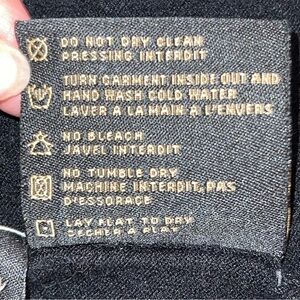 DO NOT DRY CLEAN
PRESSING INTERDIT
TURN GARMENT INSIDE OUT AND
HAND WASH COLD WATER
LAVER A LA MAIN A L'ENVERS
NO BLEACH
JAVEL INTERDIT
NO TUMBLE DRY
MACHINE INTERDIT, PAS
D'ESSORACE
LAY FLAT TO DRY
SECHER A PLAT